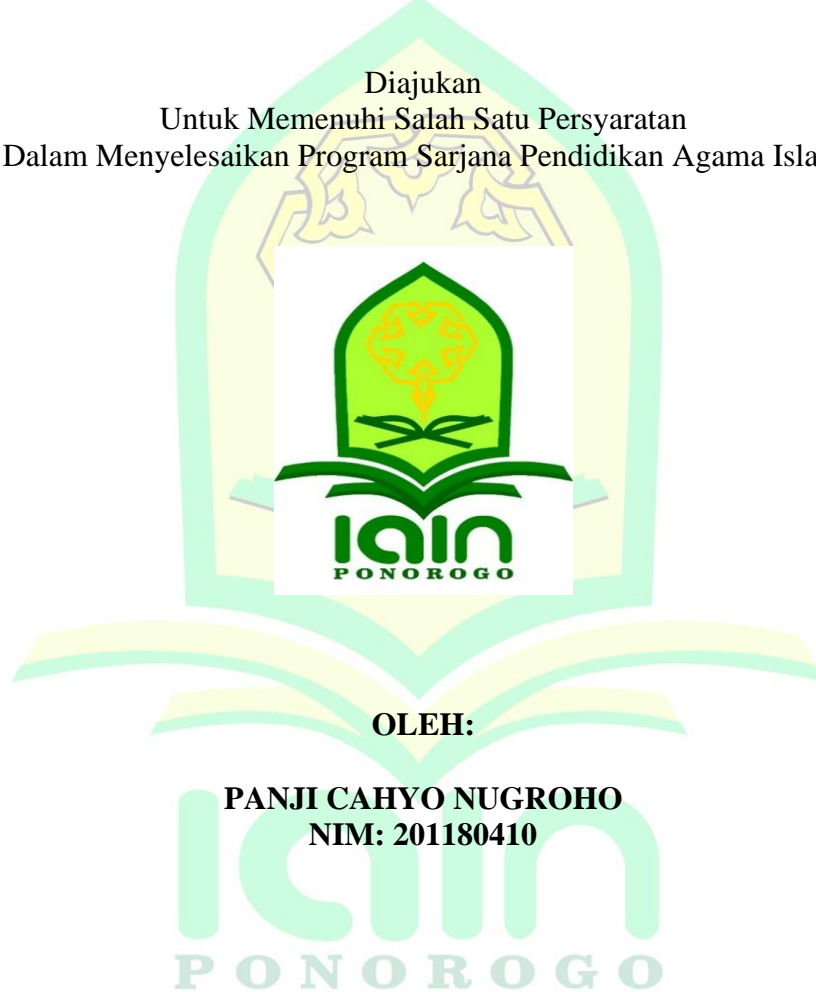 Diajukan
Untuk Memenuhi Salah Satu Persyaratan
Dalam Menyelesaikan Program Sarjana Pendidikan Agama Isla
IAIN
PONOROGO
OLEH:
PANJI CAHYO NUGROHO
NIM: 201180410
IAIN
PONOROGO